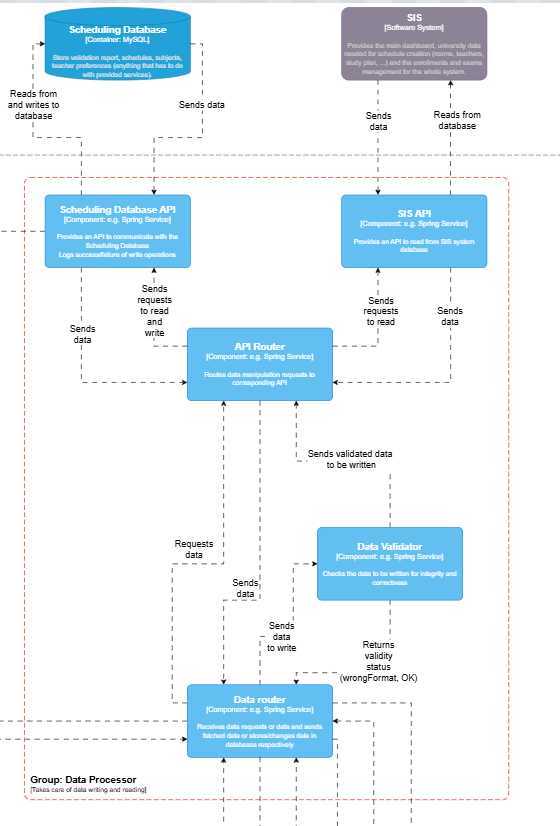 Scheduling Database
[Container: MySQL]
Store validation report, schedules, subjects,
teacher preferences (anything that has to do
with provided services).
SIS
[Software System]
Provides the main dashboard, university data
needed for schedule creation (rooms, teachers,
study plan, ...) and the enrollments and exams
management for the whole system.
Reads from
and writes to
database
Sends data
Sends
data
Reads from
database
Scheduling Database API
[Component: e.g. Spring Service]
Provides an API to communicate with the
Scheduling Database
Logs success/failure of write operations
SIS API
[Component: e.g. Spring Service]
Provides an API to read from SIS system
database
Sends
data
Sends
requests
to read
and
write
Sends
requests
to read
Sends
data
API Router
[Component: e.g. Spring Service]
Routes data manipulation requests to
corresponding API
Sends validated data
to be written
Requests
data
Data Validator
[Component: e.g. Spring Service]
Checks the data to be written for integrity and
correctness
Sends
data
Sends
data
to write
Returns
validity
status
(wrongFormat, OK)
Data router
[Component: e.g. Spring Service]
Receives data requests or data and sends
fetched data or stores/changes data in
databases respectively
Group: Data Processor
[Takes care of data writing and reading]